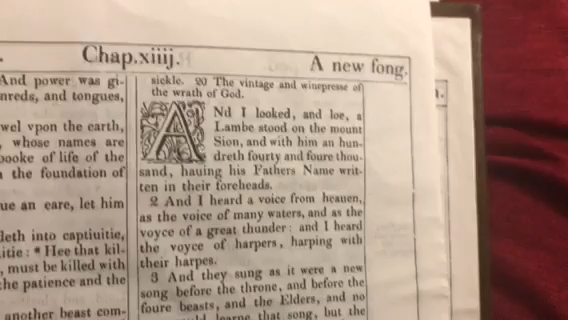 Chap.xiiij.
A new song.
And power was gi-
nreds, and tongues,
wel vpon the earth,
, whose names are
booke of life of the
the foundation of
ue an eare, let him
deth into captiuitie,
itie: * Hee that kil-
, must be killed with
he patience and the
another beast com-
sickle. 20 The vintage and winepresse of
the wrath of God.
ANd I looked, and loe, a
Lambe stood on the mount
Sion, and with him an hun-
dreth fourty and foure thou-
sand, hauing his Fathers Name writ-
ten in their foreheads.
2 And I heard a voice from heauen,
as the voice of many waters, and as the
voyce of a great thunder: and I heard
the voyce of harpers, harping with
their harpes.
3 And they sung as it were a new
song before the throne, and before the
foure beasts, and the Elders, and no
learne that song, but the